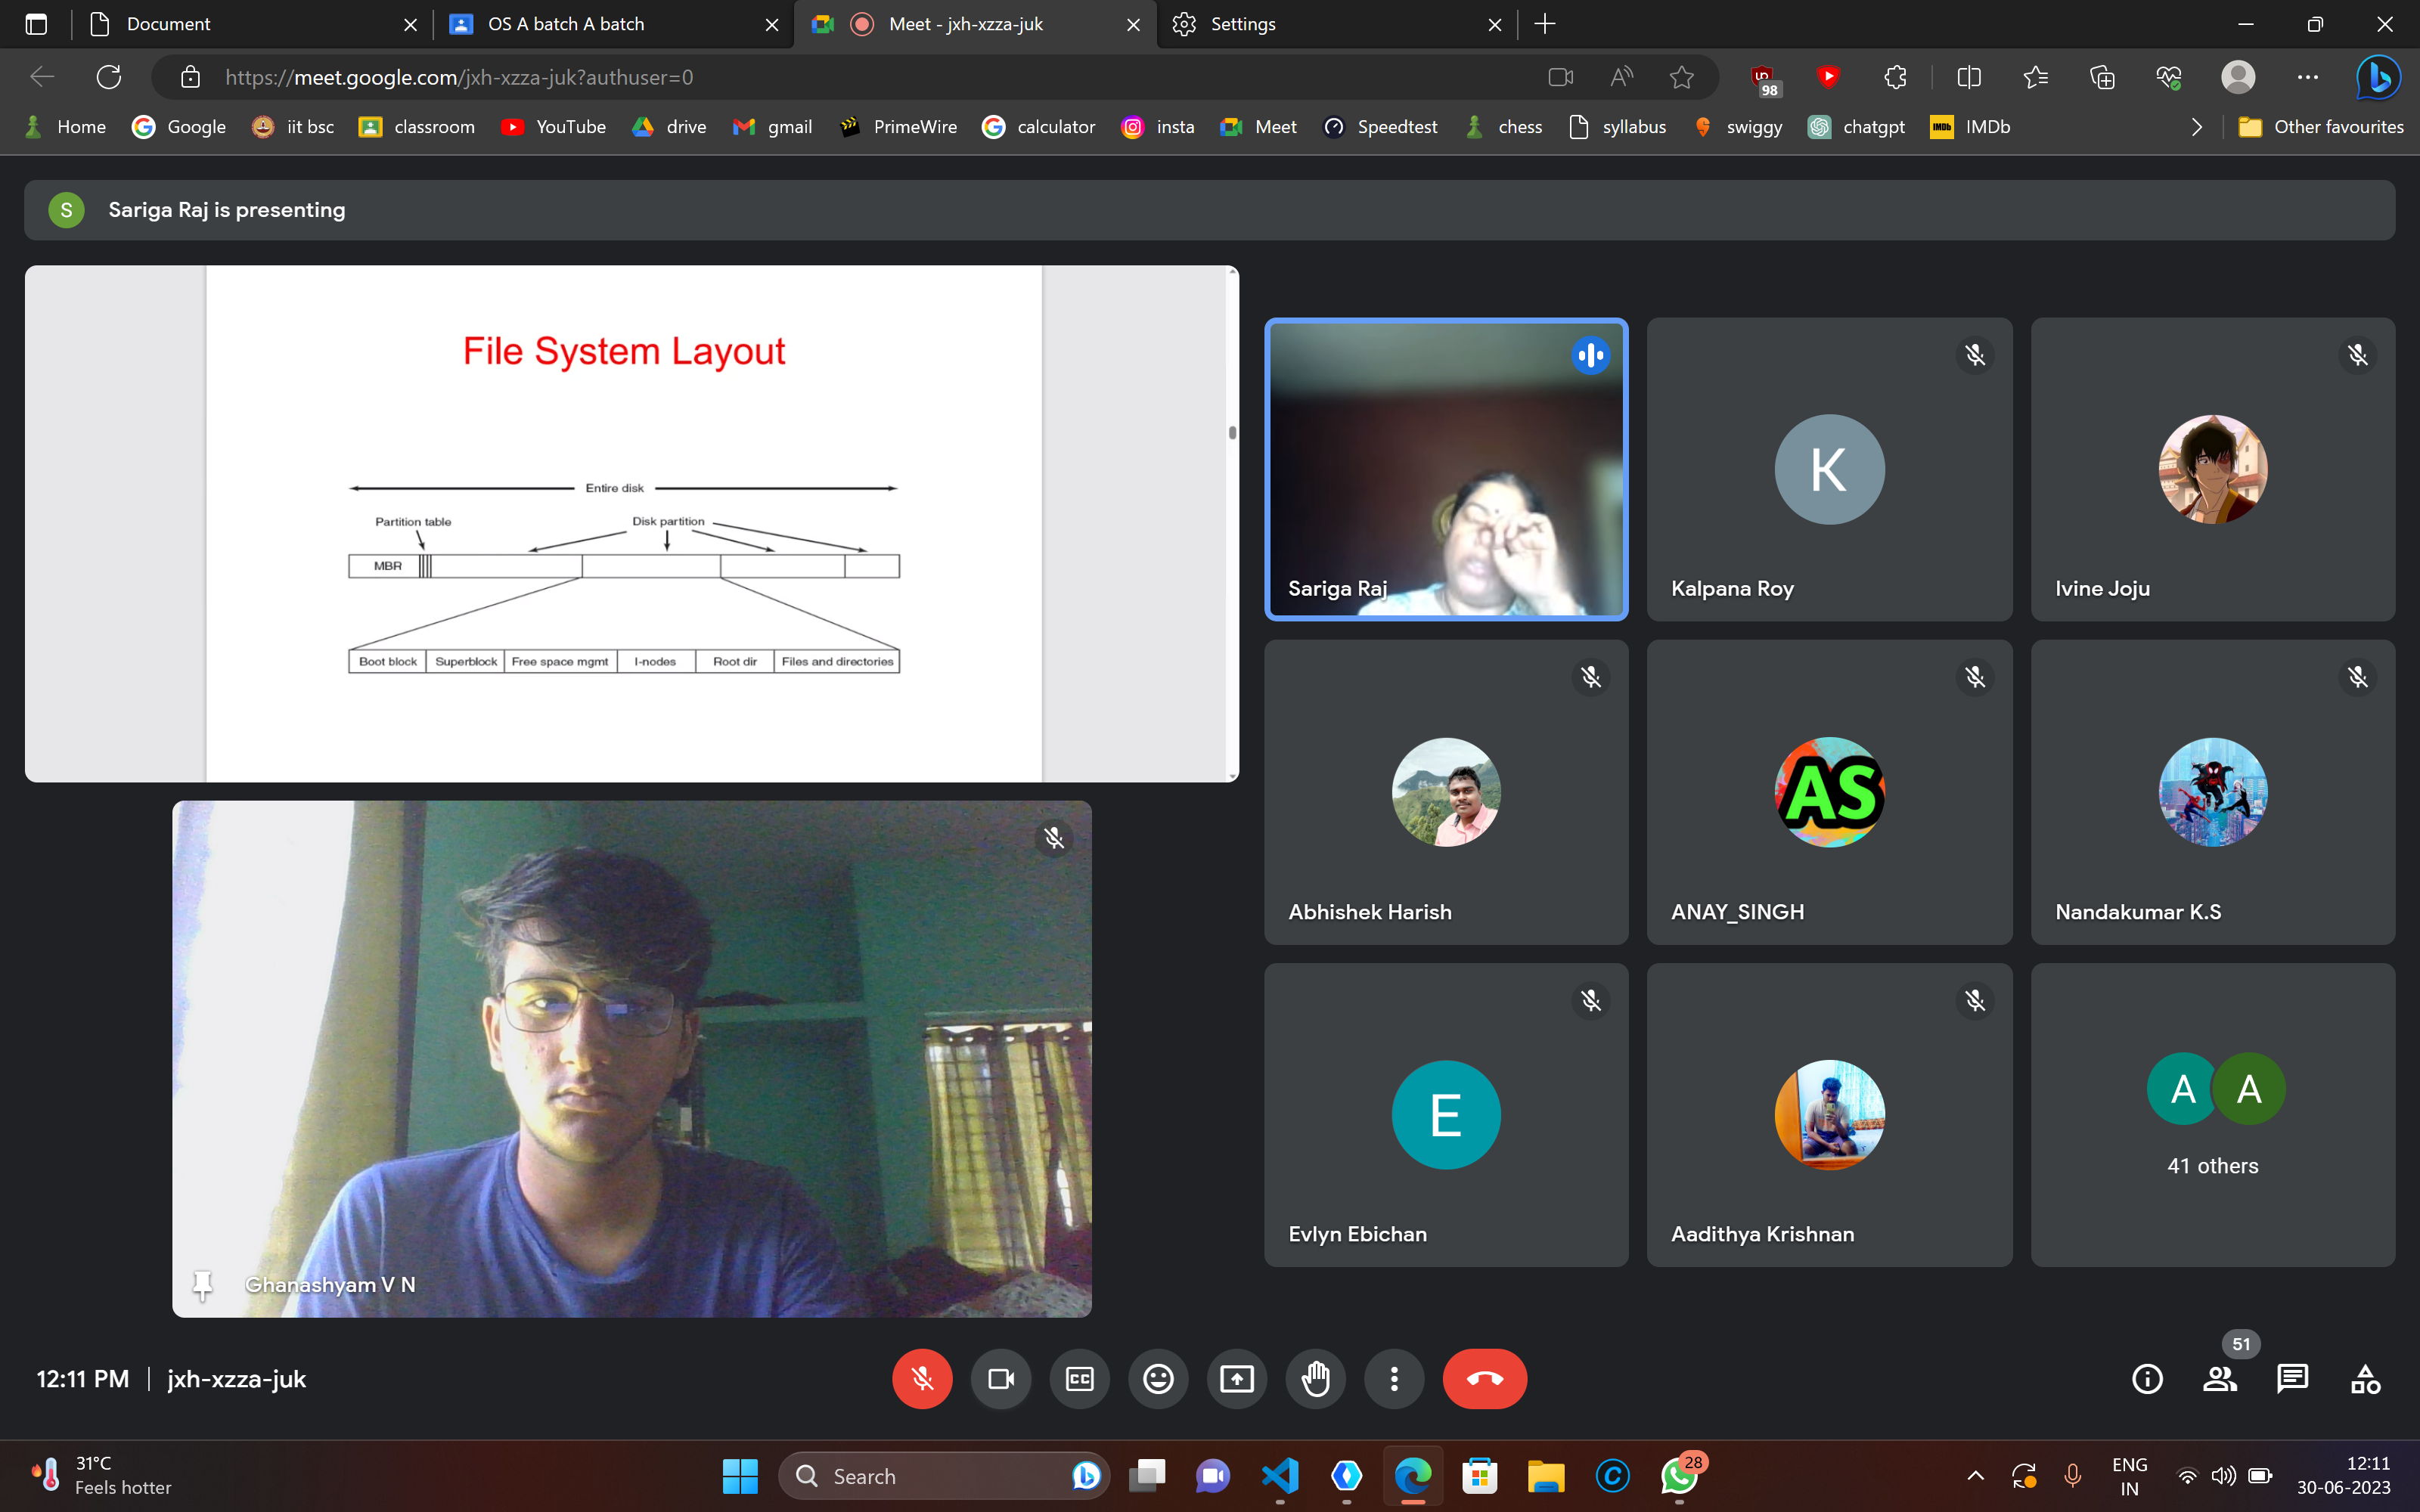 Document
OS A batch A batch
Meet - jxh-xzza-juk
Settings
https://meet.google.com/jxh-xzza-juk?authuser=0
98
Home
Google
iit bsc
classroom
YouTube
drive
gmail
PrimeWire
calculator
insta
Meet
Speedtest
chess
syllabus
swiggy
chatgpt
IMDb
IMDb
Other favourites
S
Sariga Raj is presenting
File System Layout
Entire disk
Partition table
Disk partition
MBR
Boot block
Superblock
Free space mgmt
I-nodes
Root dir
Files and directories
Sariga Raj
K
Kalpana Roy
Ivine Joju
Abhishek Harish
AS
ANAY_SINGH
Nandakumar K.S
E
Evlyn Ebichan
Aadithya Krishnan
A A
41 others
Ghanashyam V N
12:11 PM
jxh-xzza-juk
CC
51
31°C
Feels hotter
Search
28
ENG
IN
12:11
30-06-2023